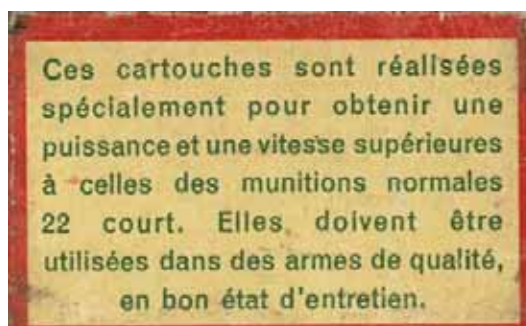 Ces cartouches sont réalisées
spécialement pour obtenir une
puissance et une vitesse supérieures
à celles des munitions normales
22 court. Elles doivent être
utilisées dans des armes de qualité,
en bon état d'entretien.